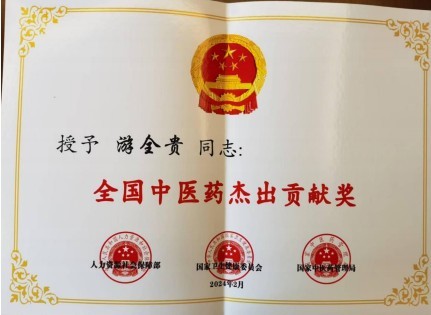 授予 游全贵 同志:
全国中医药杰出贡献奖
人力资源社会保障部 国家卫生健康委员会 国家中医药管理局
2024年2月